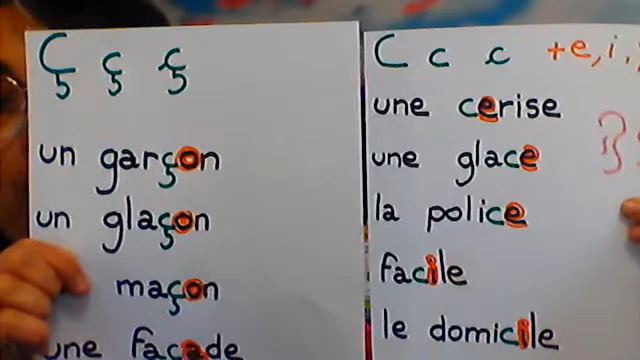 Ç ç ç
un garçon
un glaçon
maçon
une façade
C c c +e, i,
une cerise
une glace
la police
facile
le domicile